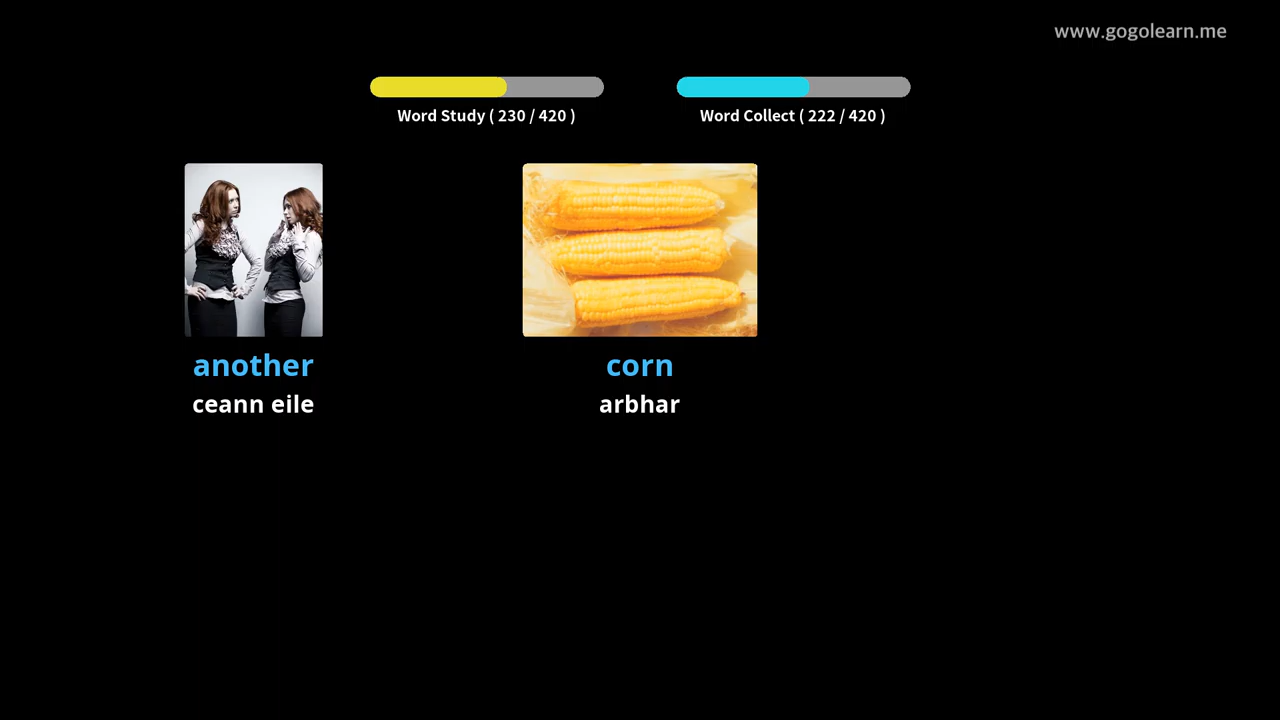 www.gogolearn.me
Word Study ( 230 / 420 )
Word Collect ( 222 / 420 )
another
ceann eile
corn
arbhar